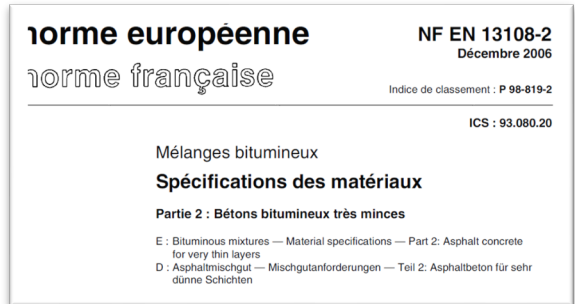 norme européenne
NF EN 13108-2
Décembre 2006
norme française
Indice de classement : P 98-819-2
ICS : 93.080.20
Mélanges bitumineux
Spécifications des matériaux
Partie 2 : Bétons bitumineux très minces
E : Bituminous mixtures — Material specifications — Part 2: Asphalt concrete
for very thin layers
D : Asphaltmischgut — Mischgutanforderungen — Teil 2: Asphaltbeton für sehr
dünne Schichten